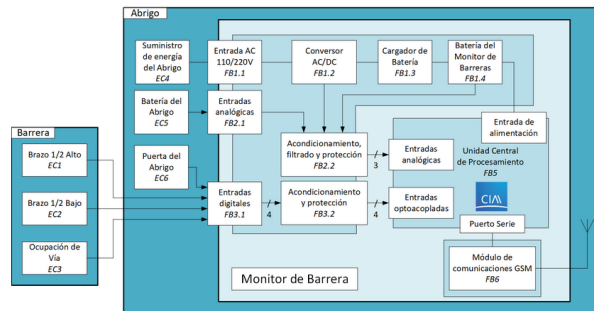 Abrigo
Suministro
de energía
del Abrigo
EC4
Entrada AC
110/220V
FB1.1
Conversor
AC/DC
FB1.2
Cargador de
Batería
FB1.3
Batería del
Monitor de
Barreras
FB1.4
Batería del
Abrigo
EC5
Entradas
analógicas
FB2.1
Entrada de
alimentación
Barrera
Brazo 1/2 Alto
EC1
Puerta del
Abrigo
EC6
Acondicionamiento,
filtrado y protección
FB2.2
3
Entradas
analógicas
Unidad Central
de Procesamiento
FB5
Brazo 1/2 Bajo
EC2
Entradas
digitales
FB3.1
4
Acondicionamiento
y protección
FB3.2
4
Entradas
optoacopladas
CIAA
Puerto Serie
Ocupación de
Vía
EC3
Monitor de Barrera
Módulo de
comunicaciones GSM
FB6